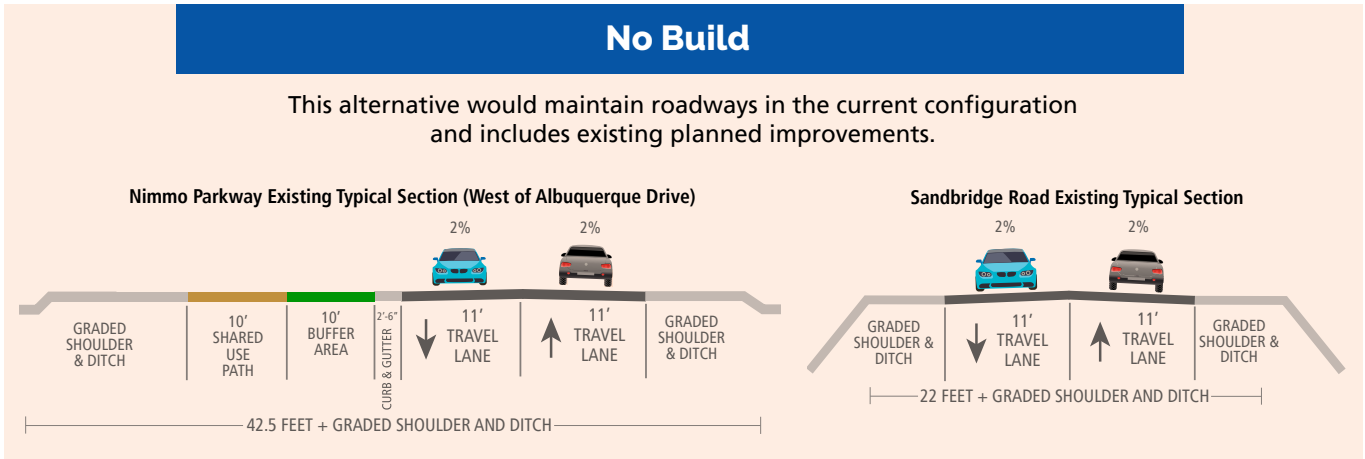 No Build
This alternative would maintain roadways in the current configuration
and includes existing planned improvements.
Nimmo Parkway Existing Typical Section (West of Albuquerque Drive)
2%
2%
GRADED
SHOULDER
& DITCH
10’
SHARED
USE
PATH
10’
BUFFER
AREA
2’-6”
CURB & GUTTER
11’
TRAVEL
LANE
11’
TRAVEL
LANE
GRADED
SHOULDER
& DITCH
42.5 FEET + GRADED SHOULDER AND DITCH
Sandbridge Road Existing Typical Section
2%
2%
GRADED
SHOULDER &
DITCH
11’
TRAVEL
LANE
11’
TRAVEL
LANE
GRADED
SHOULDER &
DITCH
22 FEET + GRADED SHOULDER AND DITCH